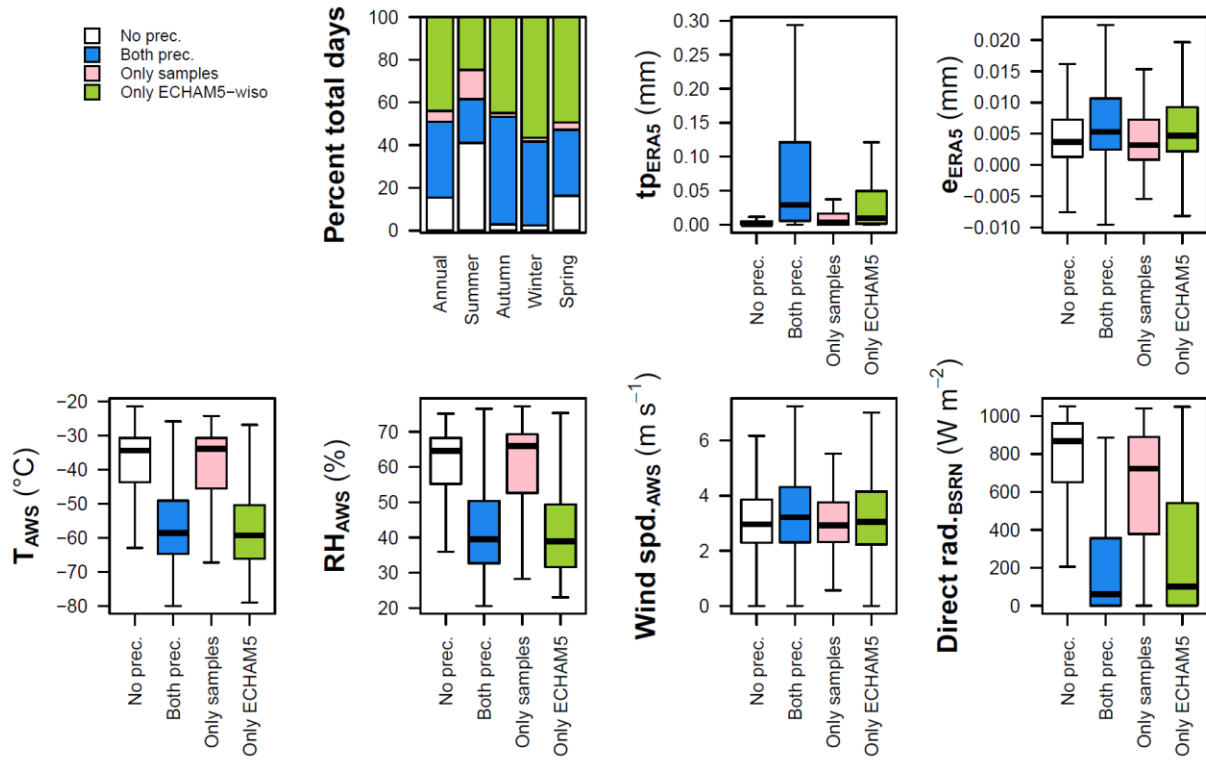 No prec.
Both prec.
Only samples
Only ECHAM5−wiso
Percent total days
100
80
60
40
20
0
Annual
Summer
Autumn
Winter
Spring
tpERA5 (mm)
0.30
0.25
0.20
0.15
0.10
0.05
0.00
No prec.
Both prec.
Only samples
Only ECHAM5
eERA5 (mm)
0.020
0.015
0.010
0.005
0.000
−0.005
−0.010
No prec.
Both prec.
Only samples
Only ECHAM5
TAWS (°C)
−20
−30
−40
−50
−60
−70
−80
No prec.
Both prec.
Only samples
Only ECHAM5
RHAWS (%)
70
60
50
40
30
20
No prec.
Both prec.
Only samples
Only ECHAM5
Wind spd.AWS (m s−1)
6
4
2
0
No prec.
Both prec.
Only samples
Only ECHAM5
Direct rad.BSRN (W m−2)
1000
800
600
400
200
0
No prec.
Both prec.
Only samples
Only ECHAM5